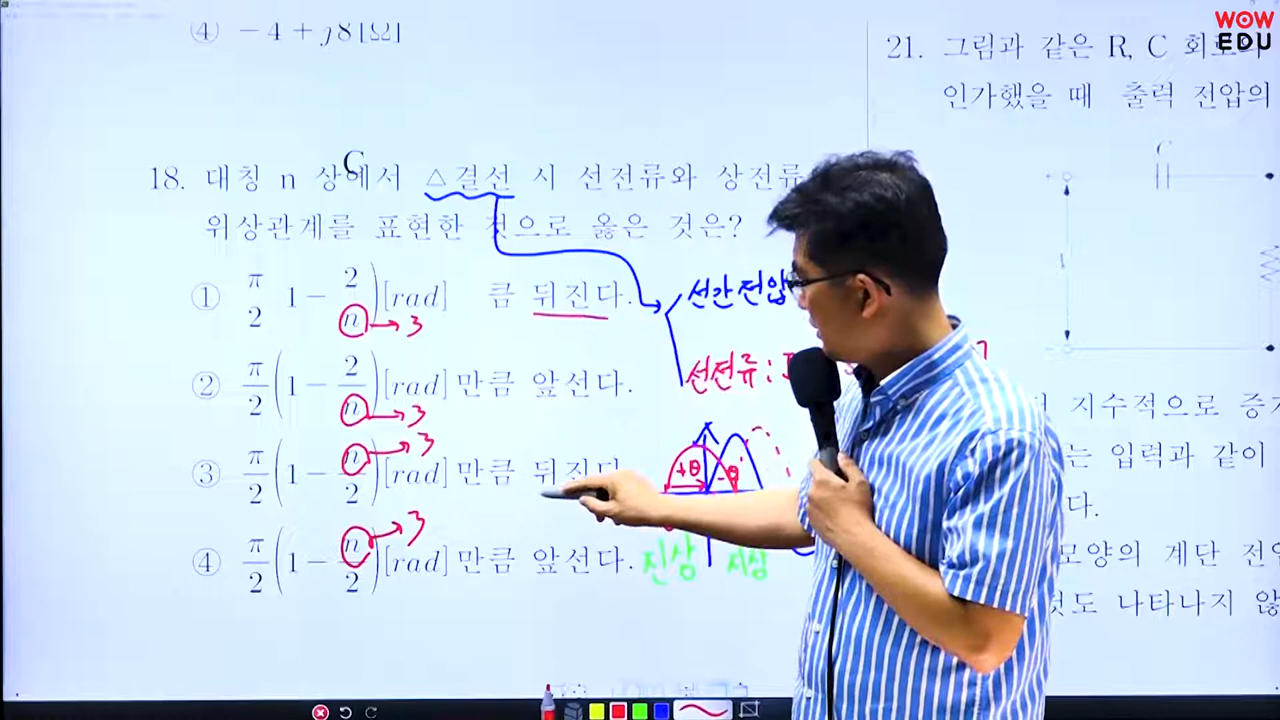 ④ -4+j8[Ω]
18. 대칭 n 상에서 △결선 시 선전류와 상전류
위상관계를 표현한 것으로 옳은 것은?
C
① π/2 1-2/n)[rad] 큼 뒤진다.
→3
② π/2(1-2/n)[rad]만큼 앞선다.
→3
③ π/2(1-n/2)[rad]만큼 뒤진다
→3
④ π/2(1-n/2)[rad]만큼 앞선다.
→3
선간전압
선전류 :
+θ -θ
진상 지상
WOW
EDU
21. 그림과 같은 R, C
인가했을 때 출력 전압의
C
지수적으로 증가
는 입력과 같이
다.
모양의 계단 전
것도 나타나지 않